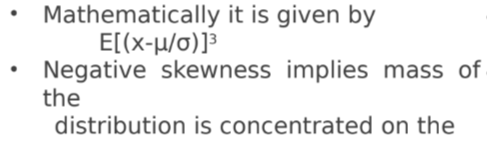 • Mathematically it is given by
E[(x-μ/σ)]³
• Negative skewness implies mass of
the
distribution is concentrated on the